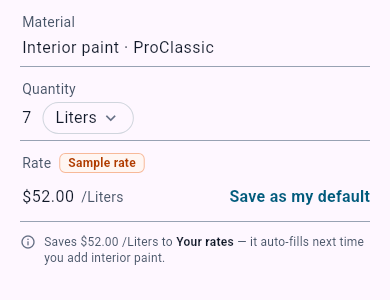 Material
Interior paint · ProClassic
Quantity
7 Liters
Rate Sample rate
$52.00 /Liters Save as my default
Saves $52.00 /Liters to Your rates — it auto-fills next time
you add interior paint.